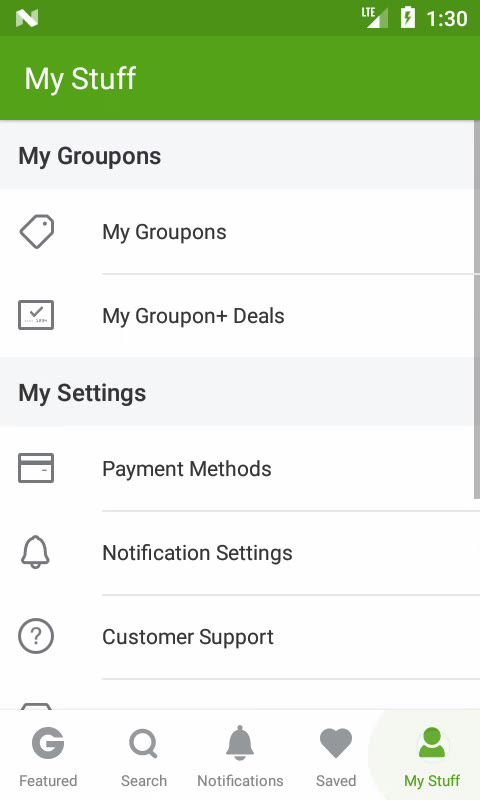 LTE 1:30
My Stuff
My Groupons
My Groupons
My Groupon+ Deals
My Settings
Payment Methods
Notification Settings
Customer Support
Featured Search Notifications Saved My Stuff